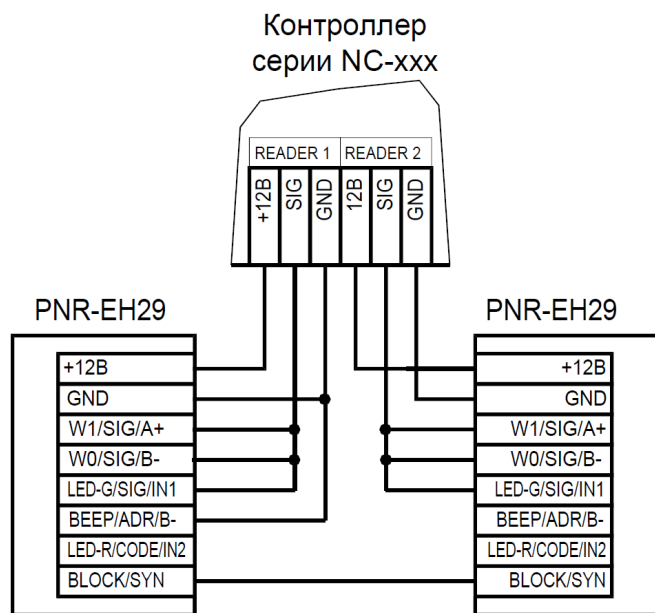 Контроллер
серии NC-xxx
READER 1 READER 2
+12В SIG GND 12В SIG GND
PNR-EH29 PNR-EH29
+12В +12В
GND GND
W1/SIG/A+ W1/SIG/A+
W0/SIG/B- W0/SIG/B-
LED-G/SIG/IN1 LED-G/SIG/IN1
BEEP/ADR/B- BEEP/ADR/B-
LED-R/CODE/IN2 LED-R/CODE/IN2
BLOCK/SYN BLOCK/SYN